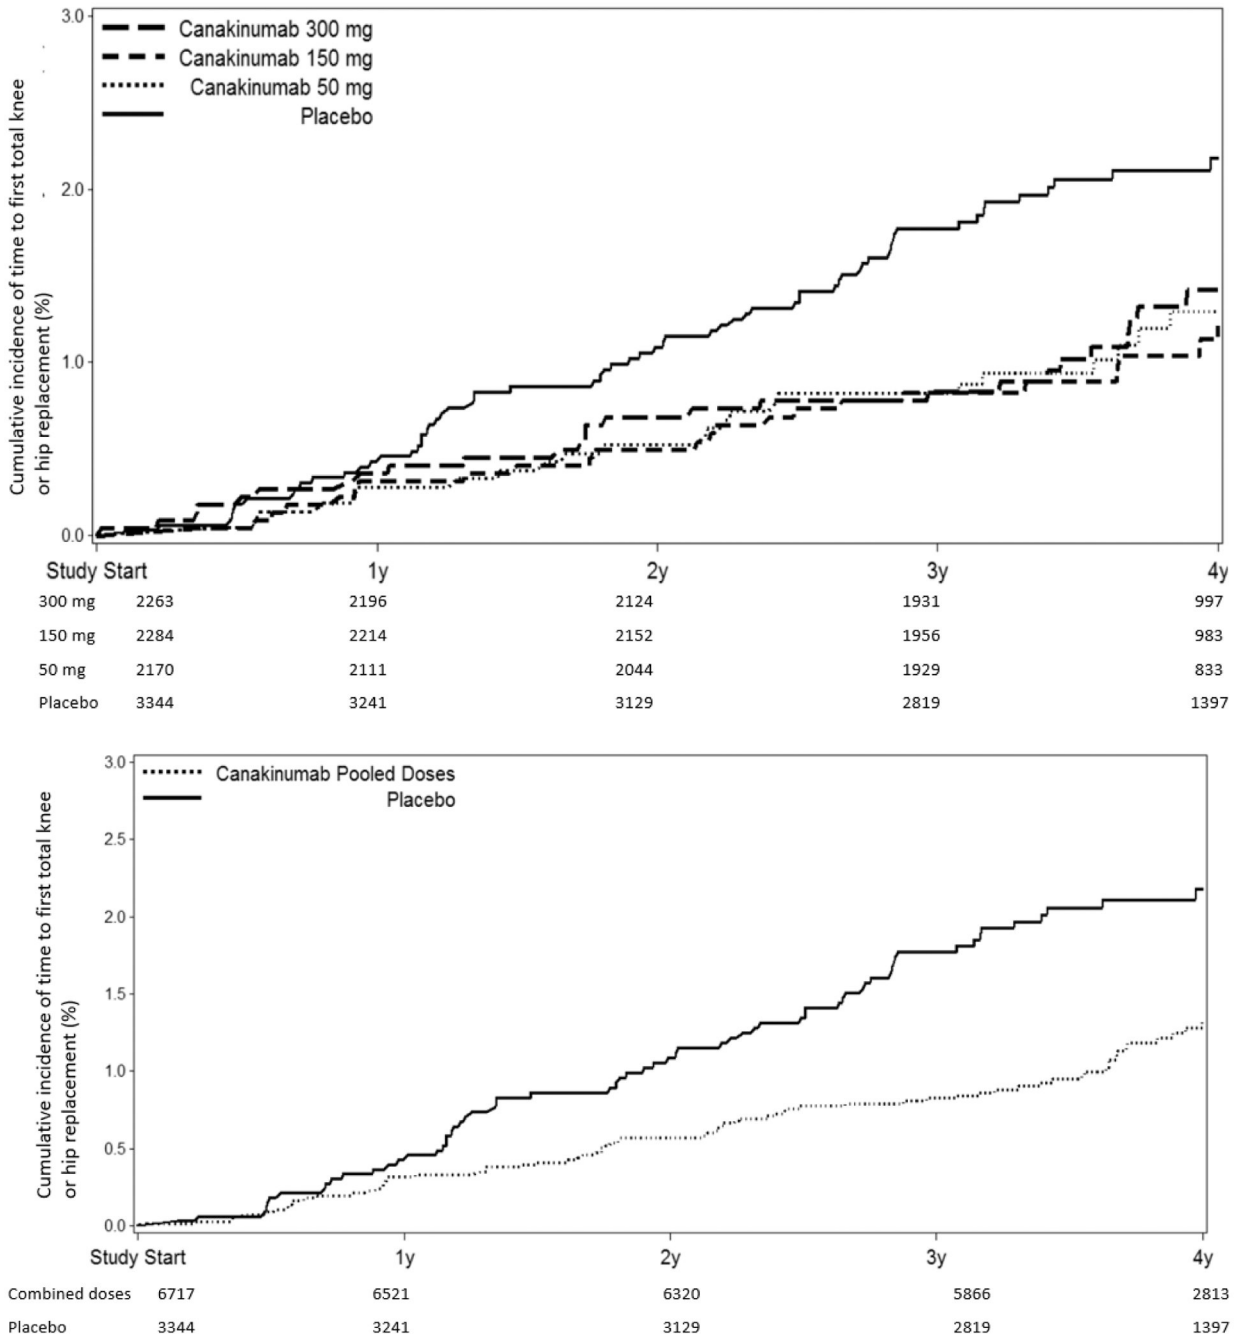 3.0
Canakinumab 300 mg
Canakinumab 150 mg
Canakinumab 50 mg
Placebo
2.0
1.0
0.0
Cumulative incidence of time to first total knee
or hip replacement (%)
Study Start 1y 2y 3y 4y
300 mg 2263 2196 2124 1931 997
150 mg 2284 2214 2152 1956 983
50 mg 2170 2111 2044 1929 833
Placebo 3344 3241 3129 2819 1397
3.0
Canakinumab Pooled Doses
Placebo
2.5
2.0
1.5
1.0
0.5
0.0
Cumulative incidence of time to first total knee
or hip replacement (%)
Study Start 1y 2y 3y 4y
Combined doses 6717 6521 6320 5866 2813
Placebo 3344 3241 3129 2819 1397